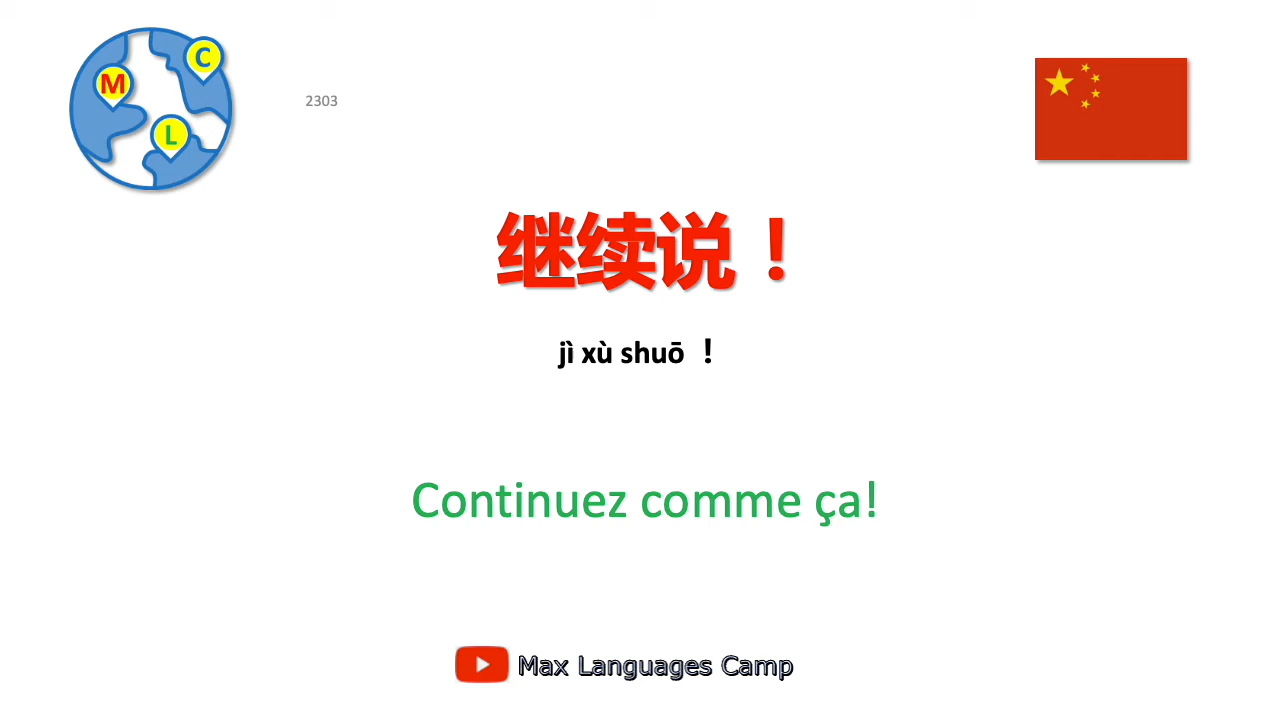 C
M
L
2303
继续说！
jì xù shuō ！
Continuez comme ça!
Max Languages Camp